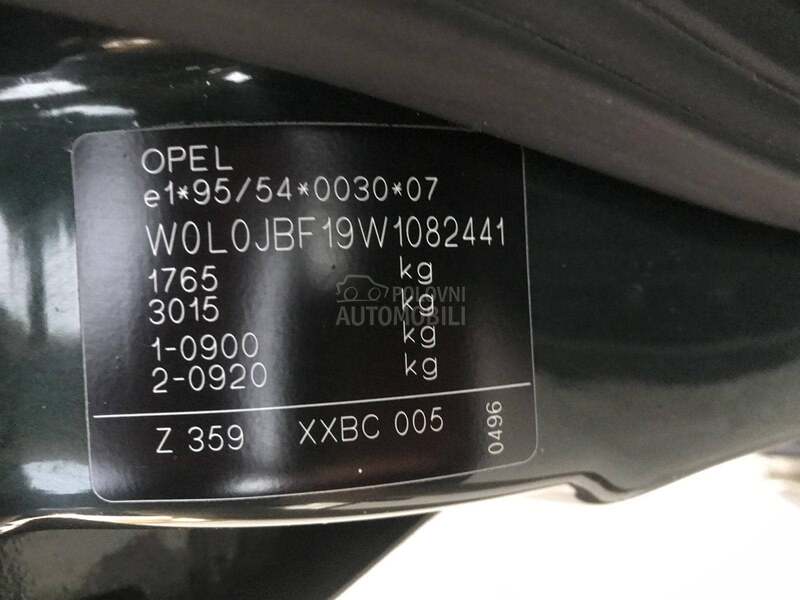 OPEL
e1*95/54*0030*07
W0L0JBF19W1082441
1765 kg
3015 kg
1-0900 kg
2-0920 kg
Z 359 XXBC 005 0496
POLOVNI
AUTOMOBILI